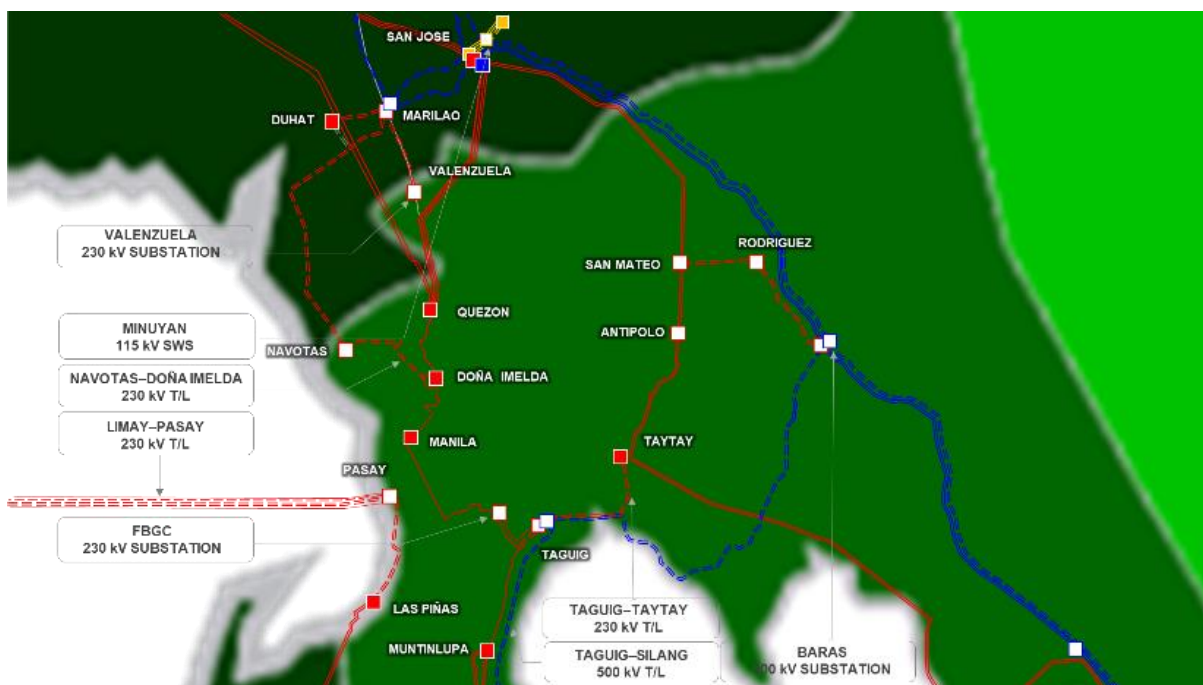 SAN JOSE
DUHAT
MARILAO
VALENZUELA
VALENZUELA
230 kV SUBSTATION
RODRIGUEZ
SAN MATEO
QUEZON
MINUYAN
115 kV SWS
ANTIPOLO
NAVOTAS
NAVOTAS–DOÑA IMELDA
230 kV T/L
DOÑA IMELDA
LIMAY–PASAY
230 kV T/L
MANILA
TAYTAY
PASAY
FBGC
230 kV SUBSTATION
TAGUIG
LAS PIÑAS
TAGUIG–TAYTAY
230 kV T/L
MUNTINLUPA
TAGUIG–SILANG
500 kV T/L
BARAS
00 kV SUBSTATION